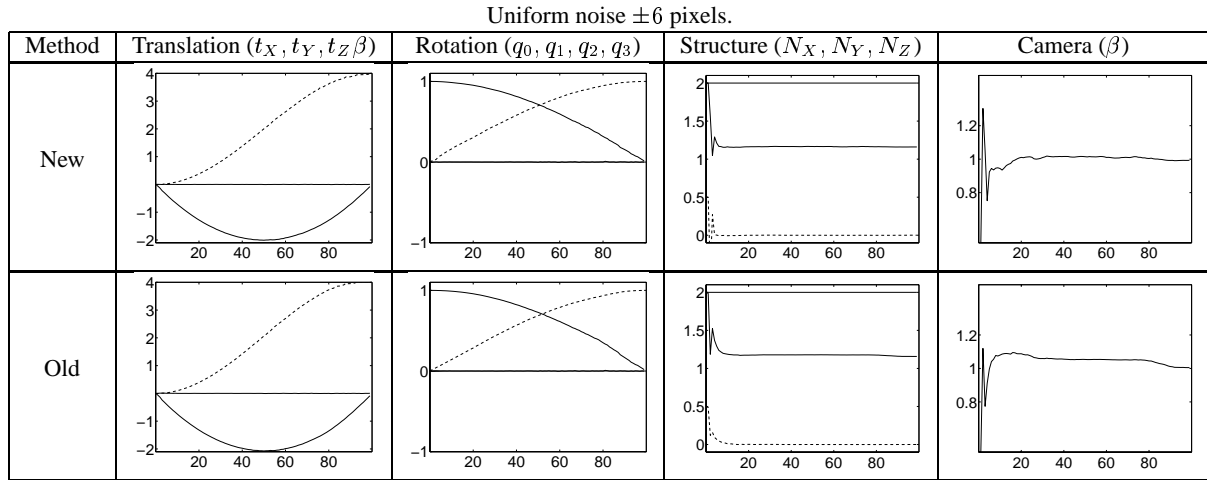 Uniform noise ±6 pixels.
Method Translation (t_X, t_Y, t_Zβ) Rotation (q_0, q_1, q_2, q_3) Structure (N_X, N_Y, N_Z) Camera (β)
New
4
3
2
1
−1
−2
20 40 60 80
1
0
−1
20 40 60 80
2
1.5
1
0.5
0
20 40 60 80
1.2
1
0.8
20 40 60 80
Old
4
3
2
1
−1
−2
20 40 60 80
1
0
−1
20 40 60 80
2
1.5
1
0.5
0
20 40 60 80
1.2
1
0.8
20 40 60 80